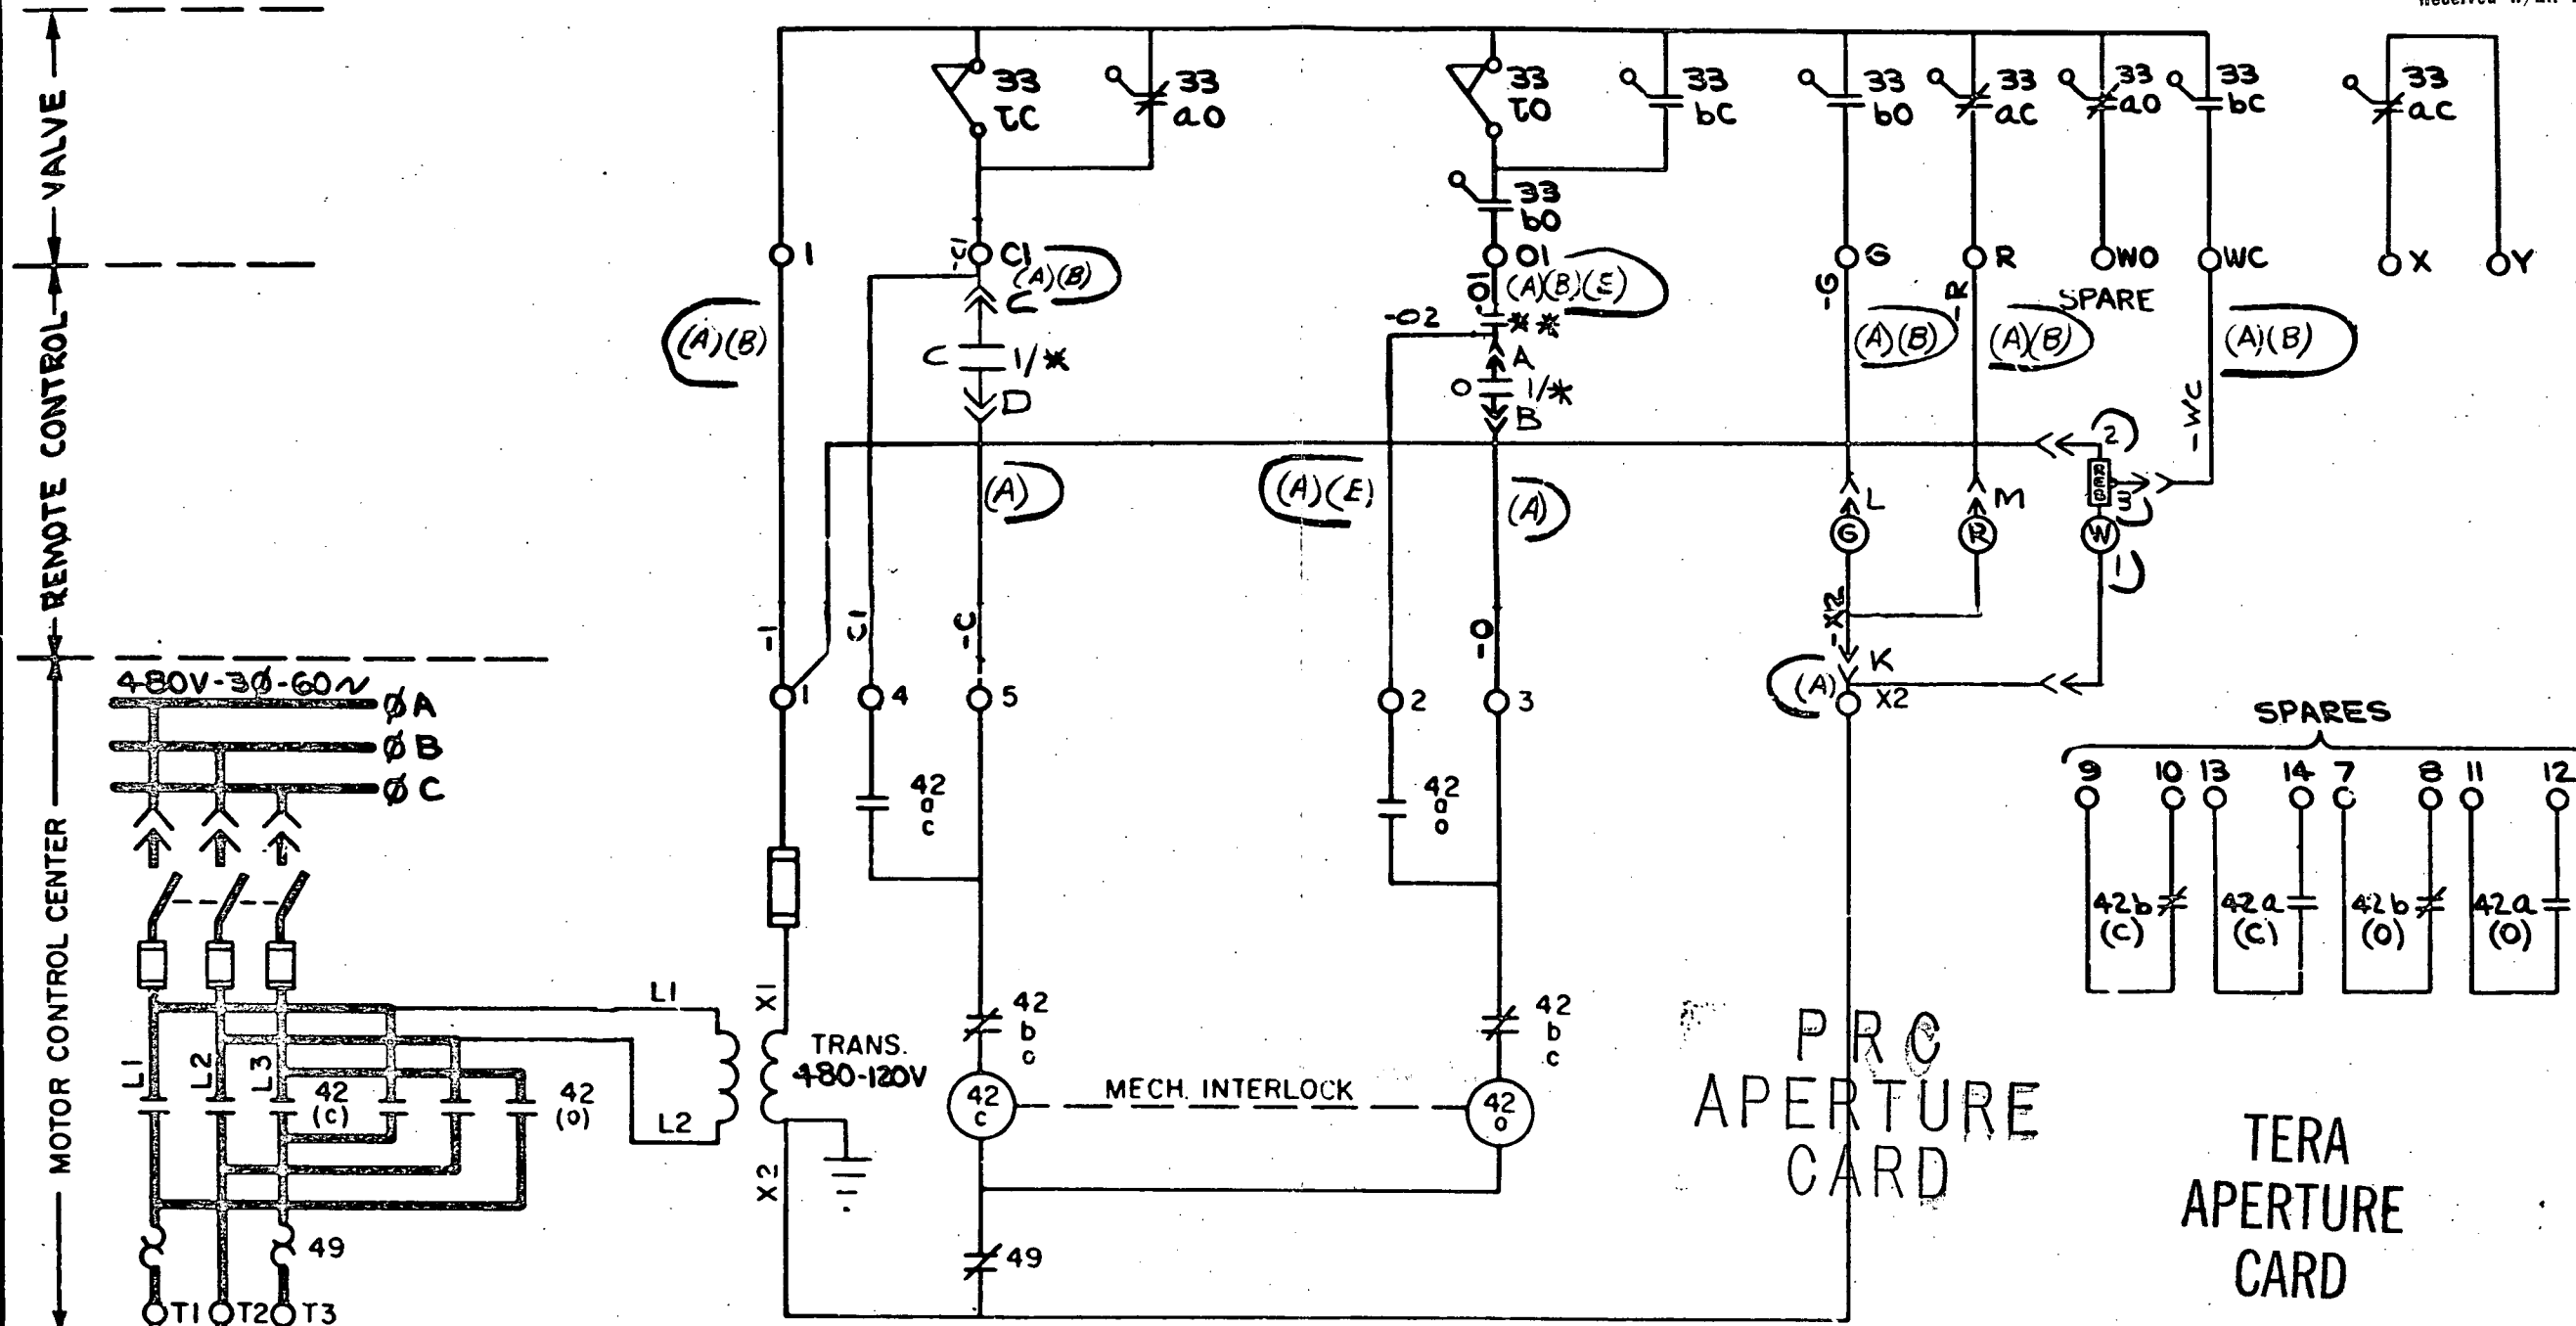 VALVE
REMOTE CONTROL
MOTOR CONTROL CENTER
33
TC
33
aO
33
TO
33
bC
33
bO
33
bO
33
aC
33
aO
33
bC
33
aC
1
-C1
C1
O1
G
R
WO
WC
X
Y
SPARE
(A)(B)
(A)(B)
(A)(B)(E)
(A)(B)
(A)(B)
(A)(B)
C
C
1/*
D
-O1
**
-O2
A
O
1/*
B
-G
-R
-WC
2
3
RES
1
L
M
G
R
W
(A)
(A)(E)
(A)
-1
C1
-C
-O
-X2
K
(A)
X2
1
4
5
2
3
480V-3Ø-60~
ØA
ØB
ØC
42
a
c
42
a
o
SPARES
9 10 13 14 7 8 11 12
42b
(C)
42a
(C)
42b
(O)
42a
(O)
L1
L2
X1
X2
TRANS.
480-120V
42
b
c
42
b
c
42
c
MECH. INTERLOCK
42
o
49
L1
L2
L3
42
(C)
42
(O)
49
T1
T2
T3
PRC
APERTURE
CARD
TERA
APERTURE
CARD